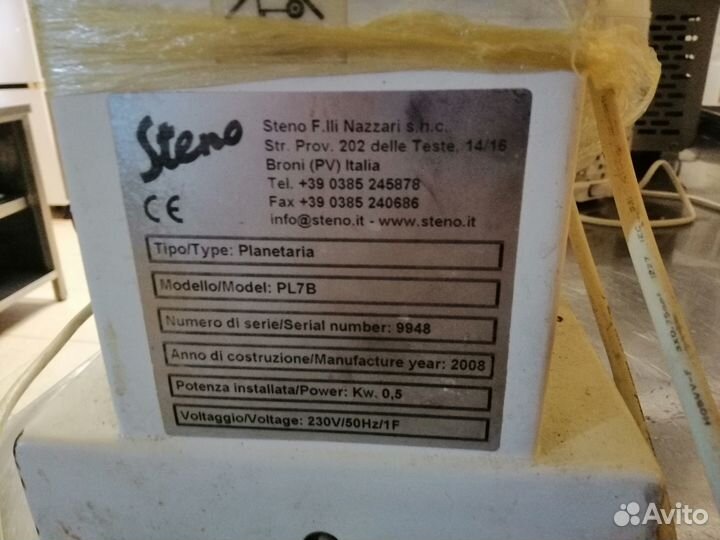 Steno
Steno F.lli Nazzari s.n.c.
Str. Prov. 202 delle Teste, 14/16
Broni (PV) Italia
Tel. +39 0385 245878
Fax +39 0385 240686
info@steno.it - www.steno.it
CE
Tipo/Type: Planetaria
Modello/Model: PL7B
Numero di serie/Serial number: 9948
Anno di costruzione/Manufacture year: 2008
Potenza installata/Power: Kw. 0,5
Voltaggio/Voltage: 230V/50Hz/1F
H05VV-F
Avito